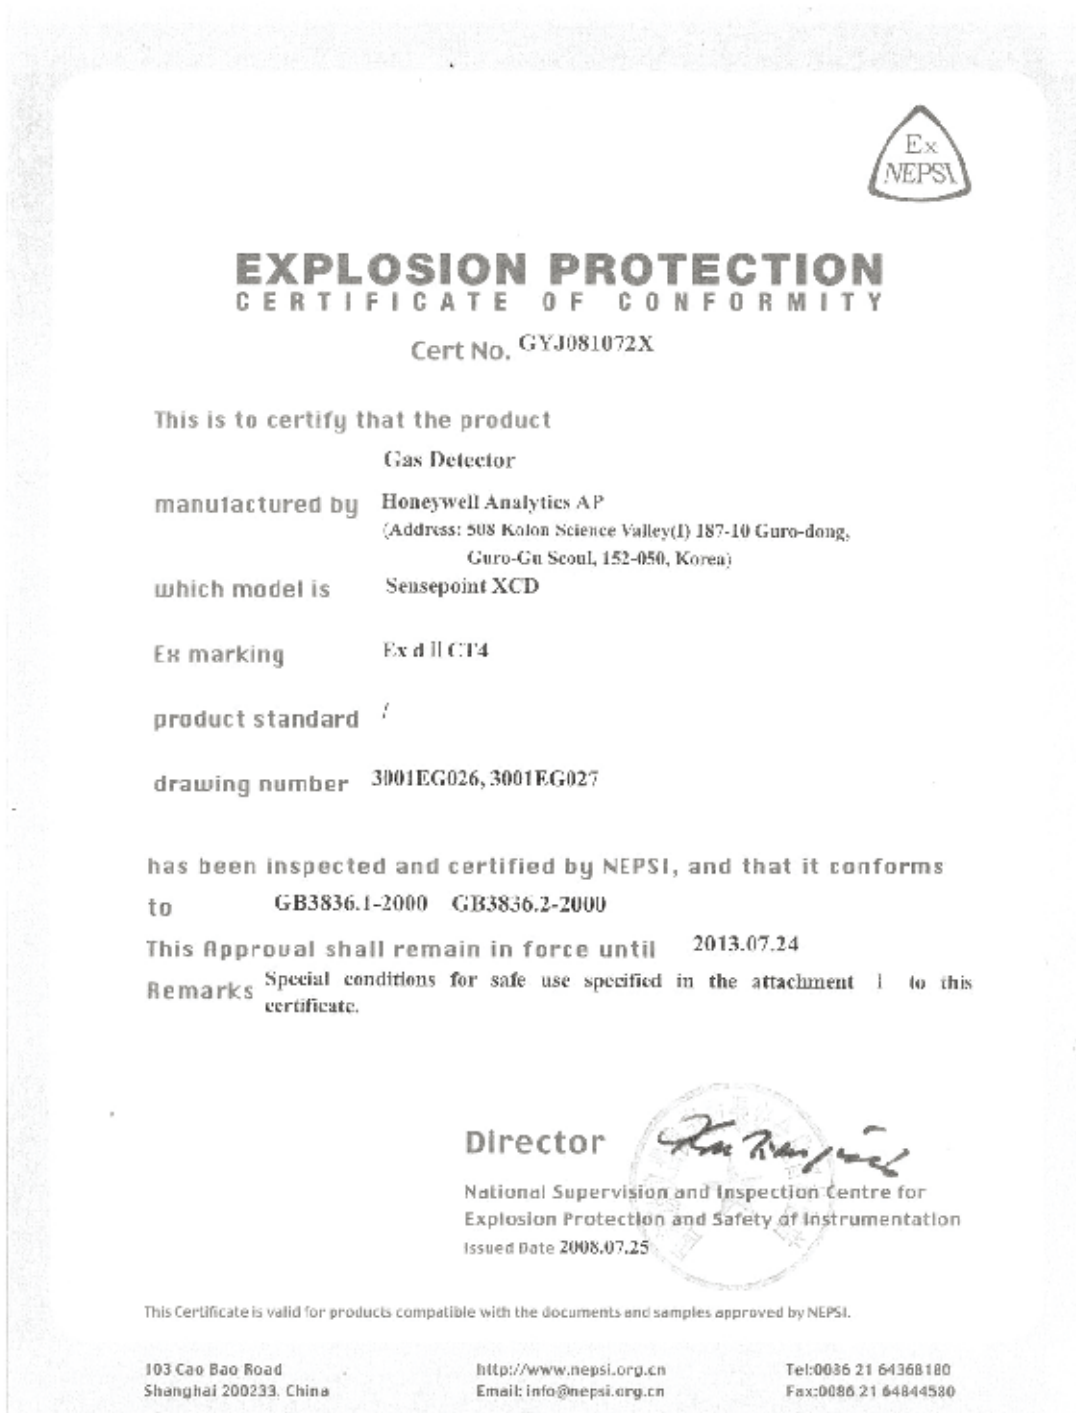 Ex
NEPSI
EXPLOSION PROTECTION
CERTIFICATE OF CONFORMITY
Cert No. GYJ081072X
This is to certify that the product
Gas Detector
manufactured by Honeywell Analytics AP
(Address: 508 Kolon Science Valley(I) 187-10 Guro-dong,
Guro-Gu Seoul, 152-050, Korea)
which model is Sensepoint XCD
Ex marking Ex d II CT4
product standard /
drawing number 3001EG026, 3001EG027
has been inspected and certified by NEPSI, and that it conforms
to GB3836.1-2000 GB3836.2-2000
This Approval shall remain in force until 2013.07.24
Remarks Special conditions for safe use specified in the attachment 1 to this
certificate.
Director
National Supervision and Inspection Centre for
Explosion Protection and Safety of Instrumentation
Issued Date 2008.07.25
This Certificate is valid for products compatible with the documents and samples approved by NEPSI.
103 Cao Bao Road http://www.nepsi.org.cn Tel:0086 21 64368180
Shanghai 200233, China Email: info@nepsi.org.cn Fax:0086 21 64844580